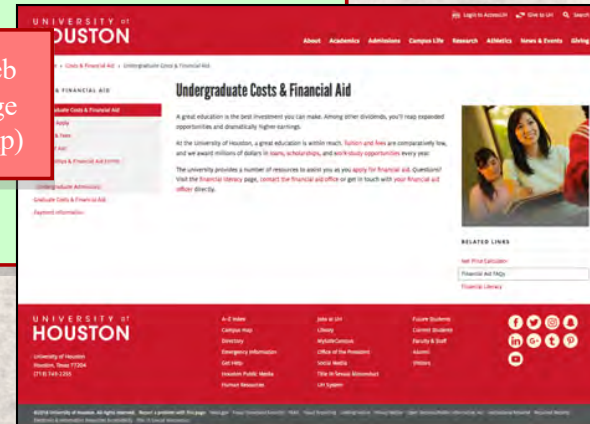 UNIVERSITY of
HOUSTON
Login to AccessUH
Give to UH
Search
About Academics Admissions Campus Life Research Athletics News & Events Giving
Costs & Financial Aid › Undergraduate Costs & Financial Aid
& FINANCIAL AID
Undergraduate Costs & Financial Aid
Apply
Undergraduate Admissions
Graduate Costs & Financial Aid
Payment Information
Undergraduate Costs & Financial Aid
A great education is the best investment you can make. Among other dividends, you'll reap expanded
opportunities and dramatically higher earnings.
At the University of Houston, a great education is within reach. Tuition and fees are comparatively low,
and we award millions of dollars in loans, scholarships, and work-study opportunities every year.
The university provides a number of resources to assist you as you apply for financial aid. Questions?
Visit the financial literacy page, contact the financial aid office or get in touch with your financial aid
officer directly.
RELATED LINKS
Net Price Calculator
Financial Aid FAQs
Financial Literacy
UNIVERSITY of
HOUSTON
University of Houston
Houston, Texas 77204
(713) 743-2255
A-Z Index
Campus Map
Directory
Emergency Information
Get Help
Houston Public Media
Human Resources
Jobs at UH
Library
MySafeCampus
Office of the President
Social Media
Title IX/Sexual Misconduct
UH System
Future Students
Current Students
Faculty & Staff
Alumni
Visitors